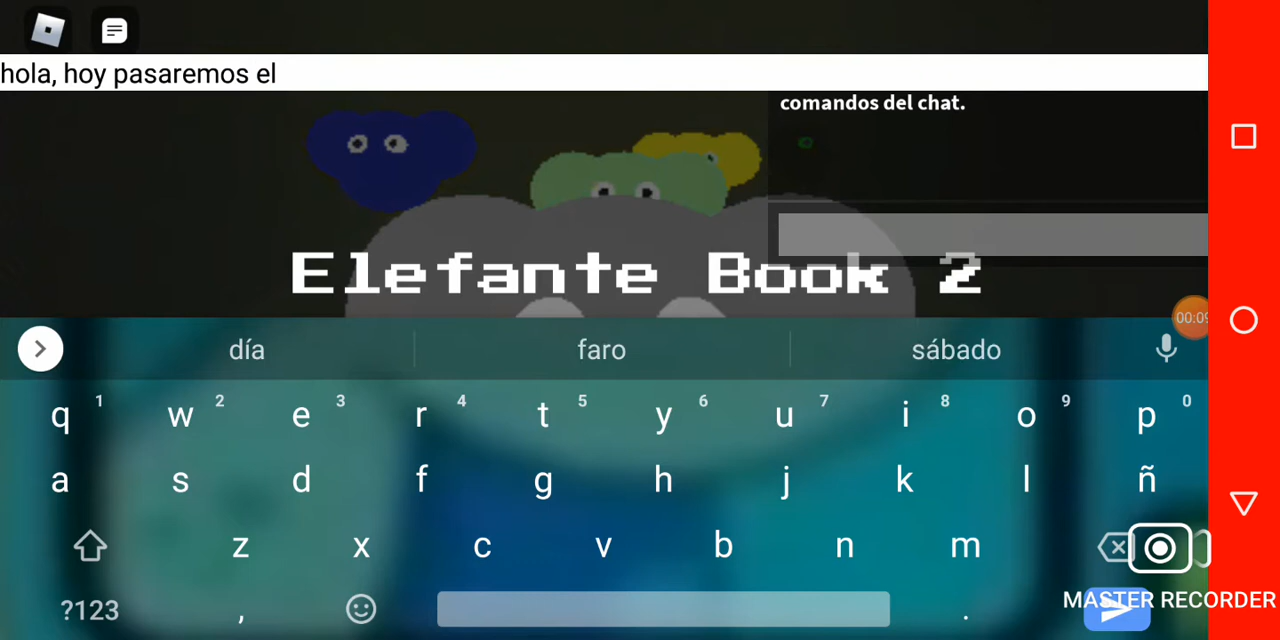 hola, hoy pasaremos el
comandos del chat.
Elefante Book 2
00:09
día faro sábado
q 1 w 2 e 3 r 4 t 5 y 6 u 7 i 8 o 9 p 0
a s d f g h j k l ñ
z x c v b n m
?123 , .
MASTER RECORDER